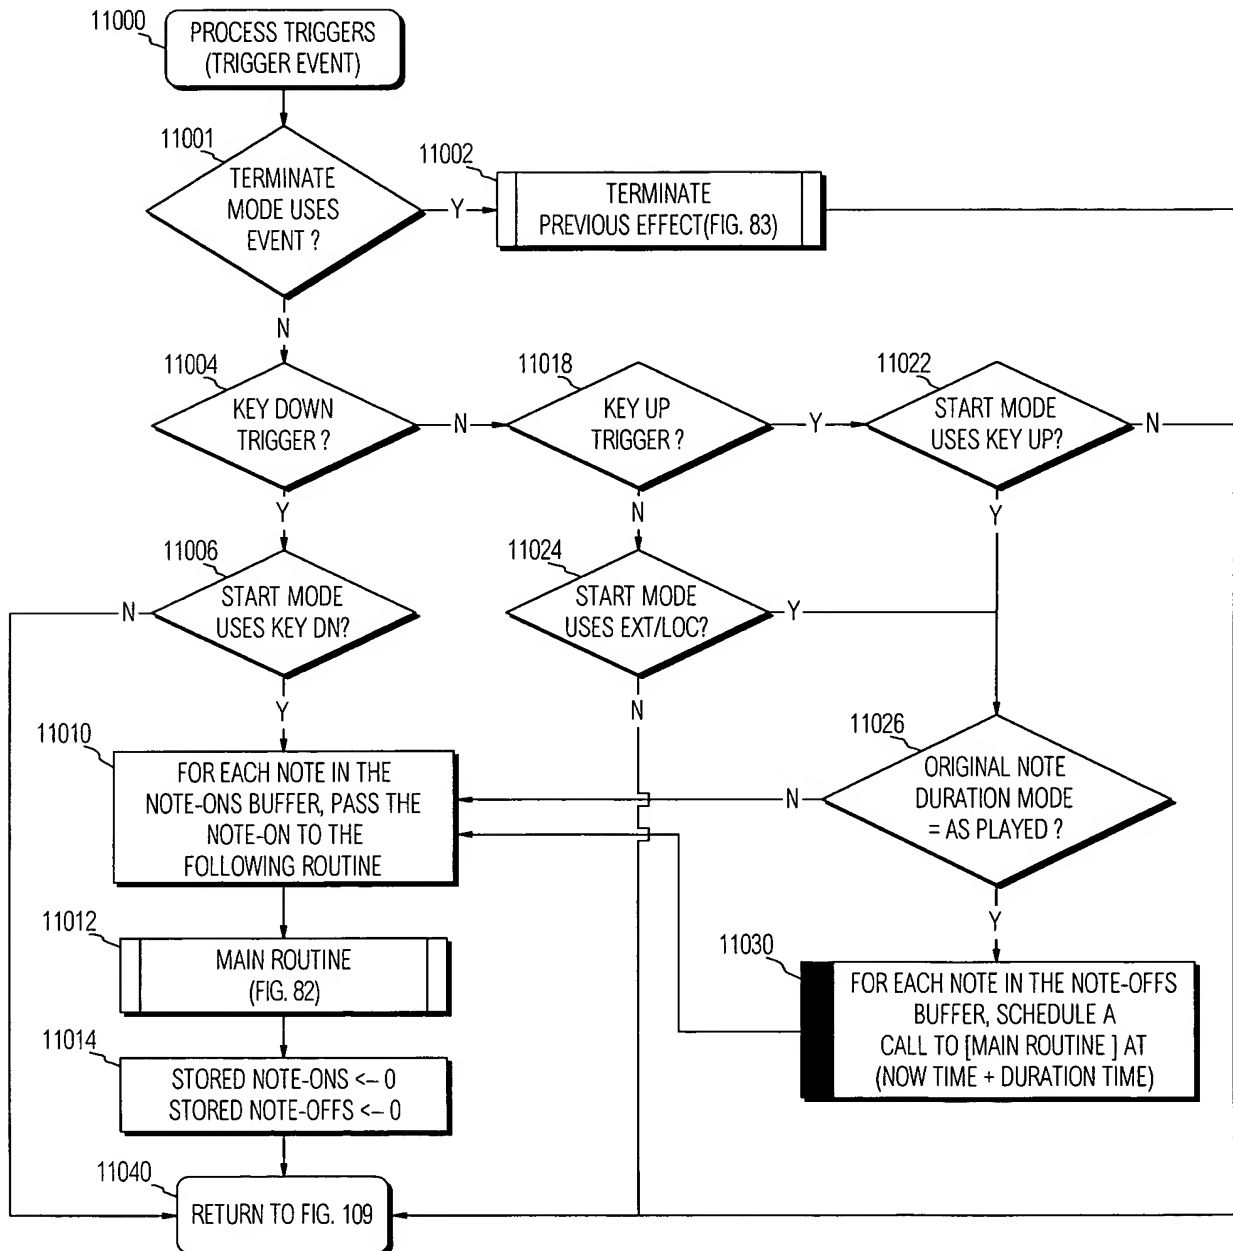 11000
PROCESS TRIGGERS
(TRIGGER EVENT)
11001
TERMINATE
MODE USES
EVENT ?
Y
N
11002
TERMINATE
PREVIOUS EFFECT(FIG. 83)
11004
KEY DOWN
TRIGGER ?
N
Y
11018
KEY UP
TRIGGER ?
Y
N
11022
START MODE
USES KEY UP?
N
Y
11006
START MODE
USES KEY DN?
N
Y
11024
START MODE
USES EXT/LOC?
Y
N
11010
FOR EACH NOTE IN THE
NOTE-ONS BUFFER, PASS THE
NOTE-ON TO THE
FOLLOWING ROUTINE
11026
ORIGINAL NOTE
DURATION MODE
= AS PLAYED ?
N
Y
11012
MAIN ROUTINE
(FIG. 82)
11030
FOR EACH NOTE IN THE NOTE-OFFS
BUFFER, SCHEDULE A
CALL TO [MAIN ROUTINE ] AT
(NOW TIME + DURATION TIME)
11014
STORED NOTE-ONS <– 0
STORED NOTE-OFFS <– 0
11040
RETURN TO FIG. 109